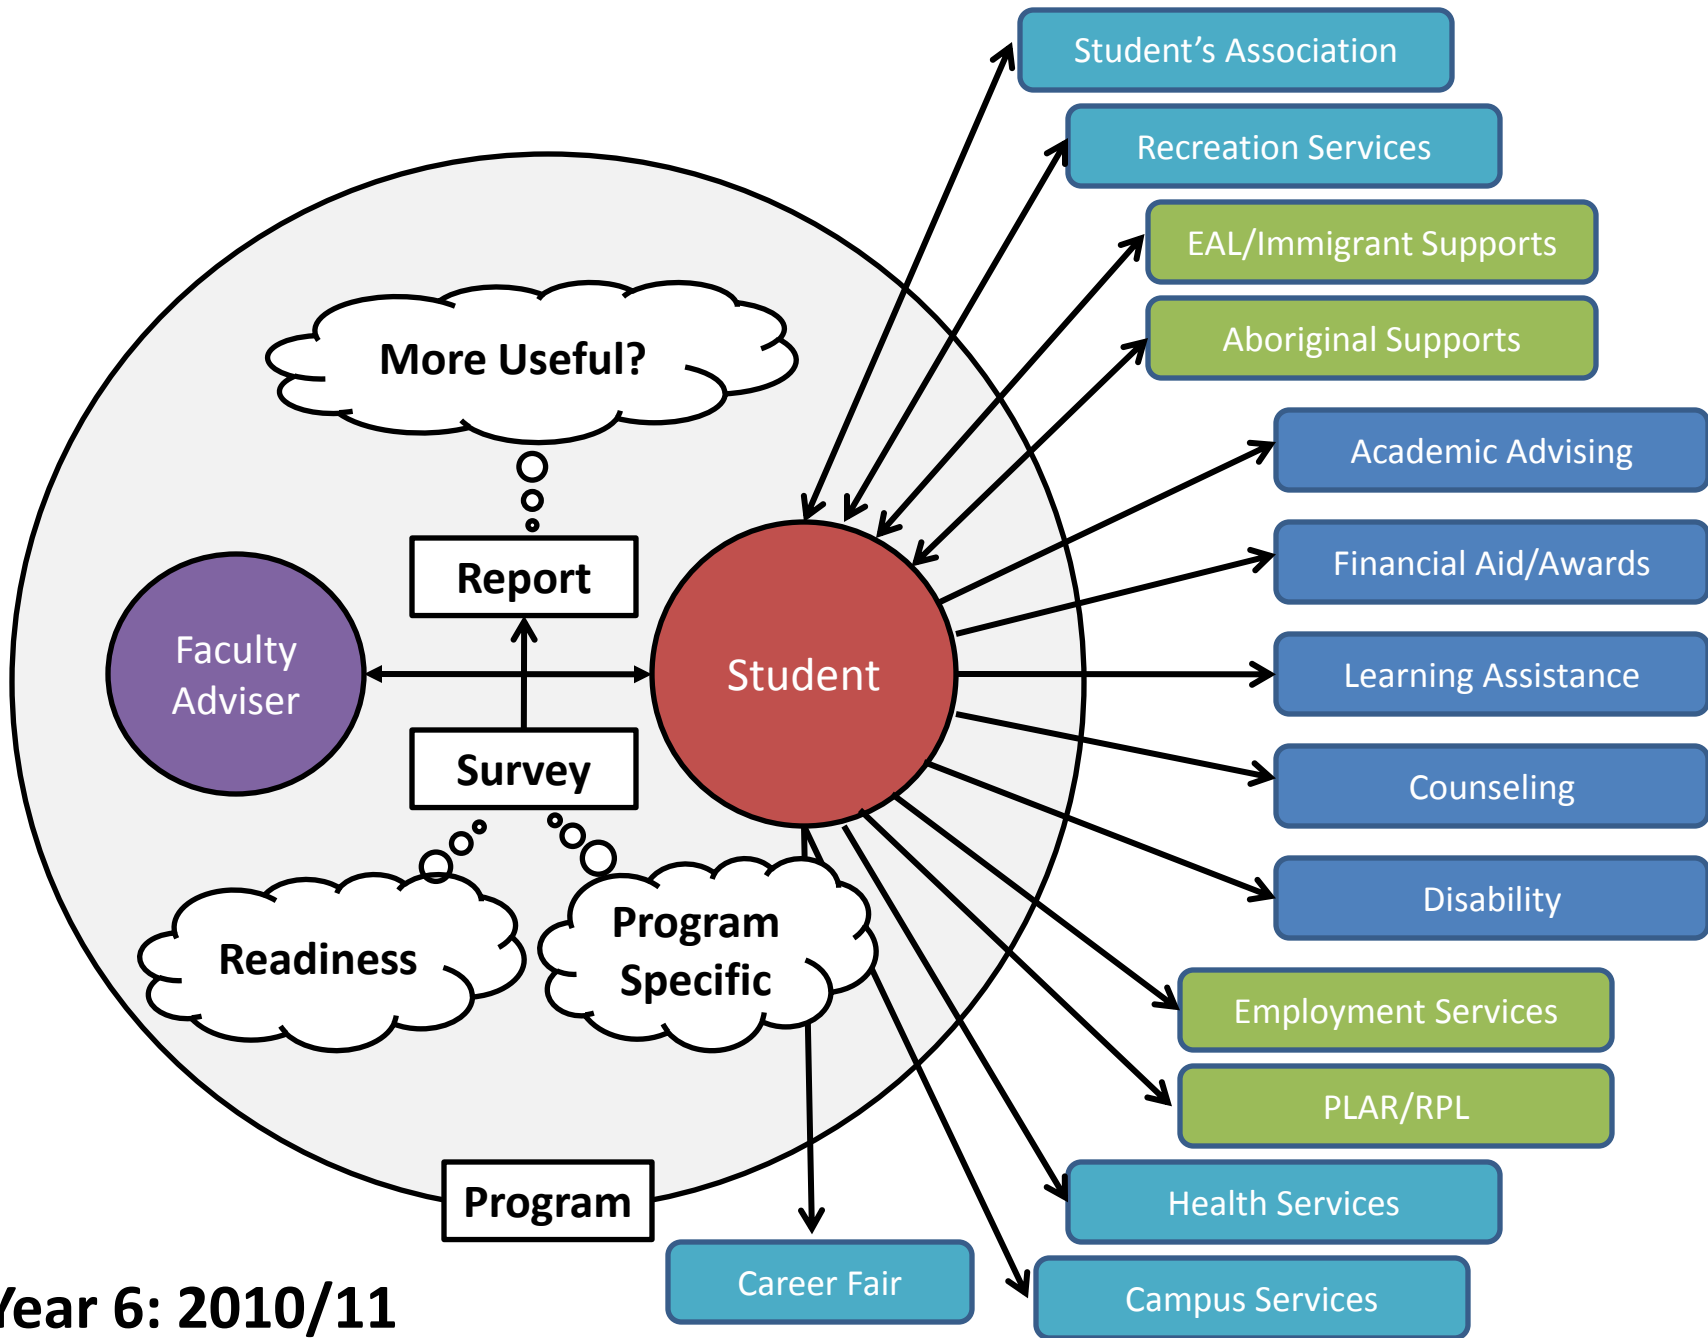 Student’s Association
Recreation Services
EAL/Immigrant Supports
Aboriginal Supports
More Useful?
Academic Advising
Report
Financial Aid/Awards
Faculty
Adviser
Student
Learning Assistance
Survey
Counseling
Readiness
Program
Specific
Disability
Employment Services
PLAR/RPL
Program
Health Services
Career Fair
Campus Services
Year 6: 2010/11